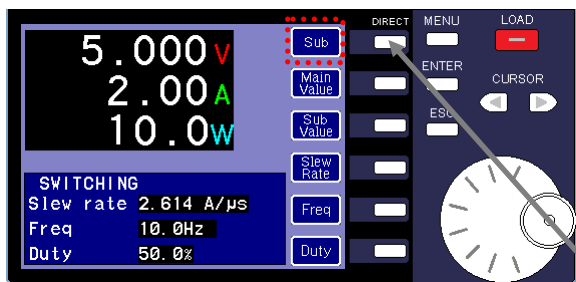 5.000V
2.00A
10.0W
SWITCHING
Slew rate 2.614 A/µs
Freq 10.0Hz
Duty 50.0%
Sub
Main
Value
Sub
Value
Slew
Rate
Freq
Duty
DIRECT
MENU
LOAD
ENTER
CURSOR
ESC